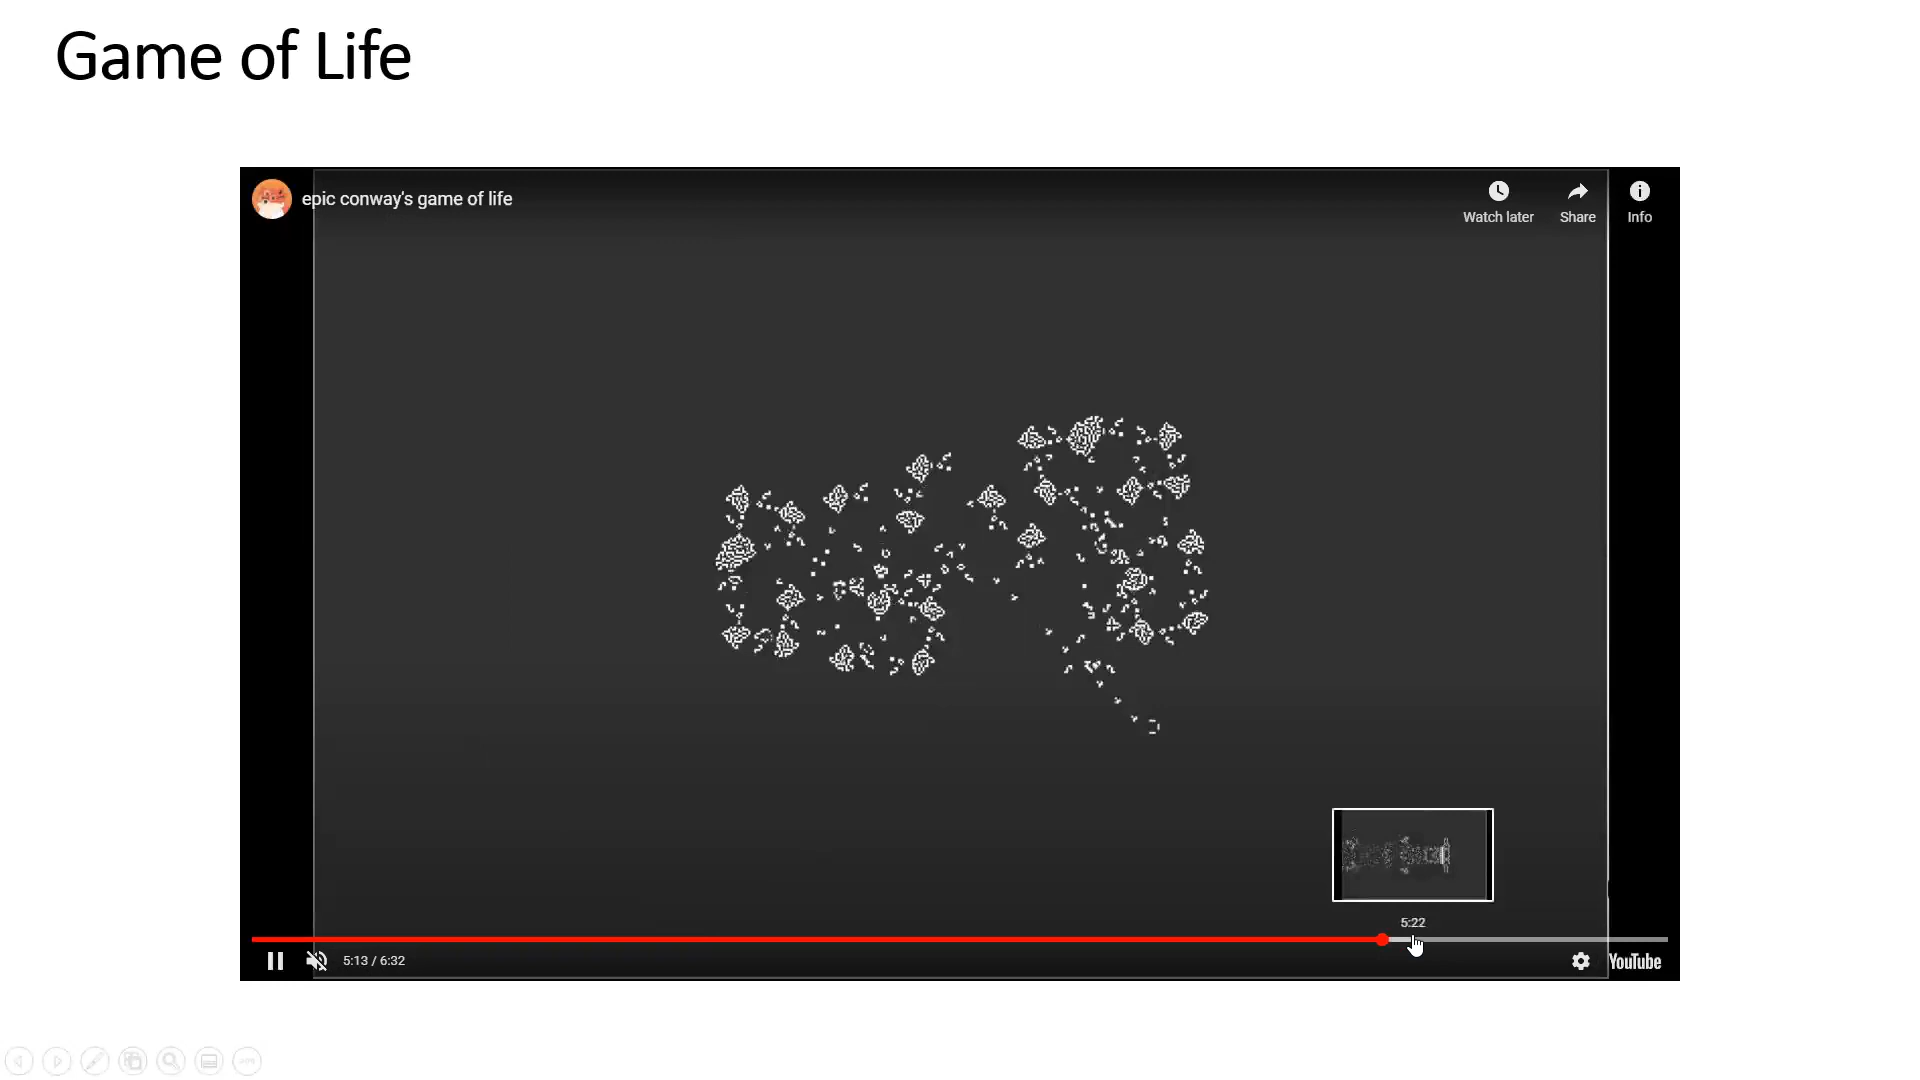 Game of Life
epic conway's game of life
Watch later
Share
Info
5:22
5:13 / 6:32
YouTube